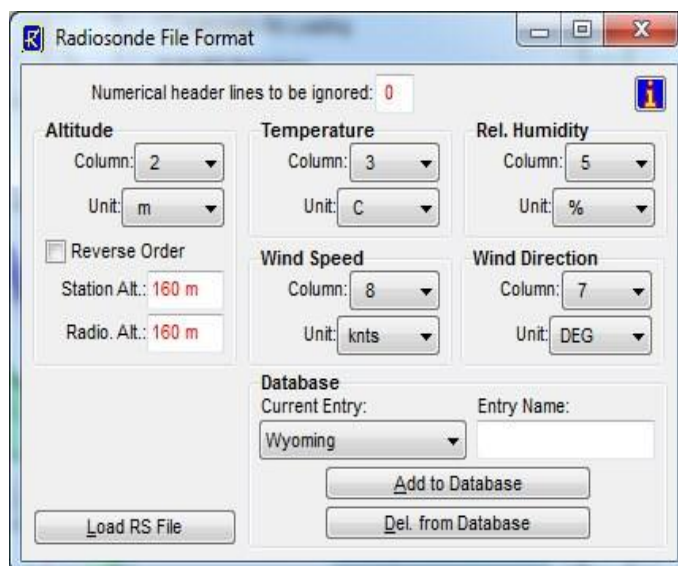 Radiosonde File Format
Numerical header lines to be ignored: 0
Altitude
Column: 2
Unit: m
Reverse Order
Station Alt.: 160 m
Radio. Alt.: 160 m
Temperature
Column: 3
Unit: C
Rel. Humidity
Column: 5
Unit: %
Wind Speed
Column: 8
Unit: knts
Wind Direction
Column: 7
Unit: DEG
Database
Current Entry:
Wyoming
Entry Name:
Add to Database
Del. from Database
Load RS File